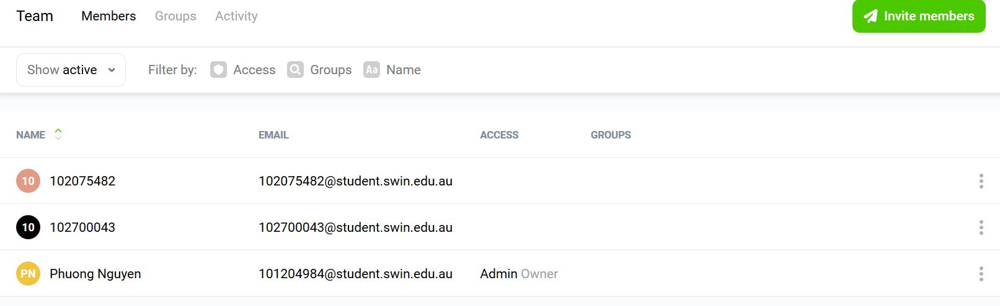 Team Members Groups Activity Invite members
Show active Filter by: Access Groups Aa Name
NAME EMAIL ACCESS GROUPS
10 102075482 102075482@student.swin.edu.au
10 102700043 102700043@student.swin.edu.au
PN Phuong Nguyen 101204984@student.swin.edu.au Admin Owner